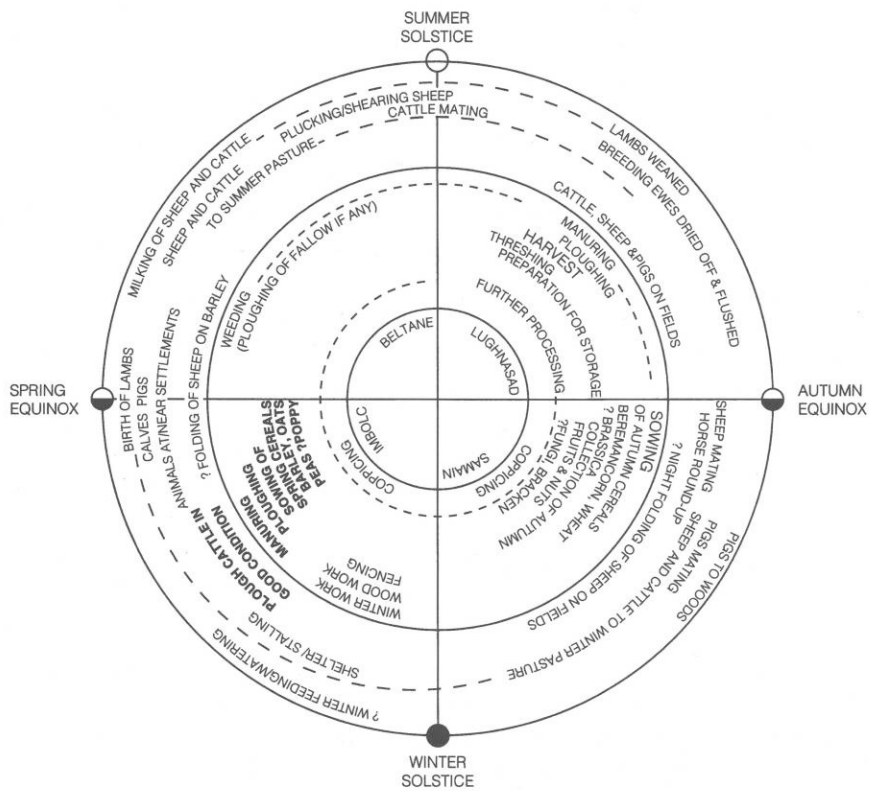 SUMMER
SOLSTICE
PLUCKING/SHEARING SHEEP
CATTLE MATING
MILKING OF SHEEP AND CATTLE
SHEEP AND CATTLE
TO SUMMER PASTURE
LAMBS WEANED
BREEDING EWES DRIED OFF & FLUSHED
CATTLE, SHEEP &PIGS ON FIELDS
MANURING
PLOUGHING
HARVEST
THRESHING
PREPARATION FOR STORAGE
FURTHER PROCESSING
WEEDING
(PLOUGHING OF FALLOW IF ANY)
? FOLDING OF SHEEP ON BARLEY
BELTANE
LUGHNASAD
SPRING
EQUINOX
AUTUMN
EQUINOX
BIRTH OF LAMBS
CALVES PIGS
ANIMALS AT/NEAR SETTLEMENTS
IMBOLC
SAMAIN
COPPICING
COPPICING
MANURING
PLOUGHING OF
SOWING CEREALS
SPRING
BARLEY, OATS
PEAS ?POPPY
PLOUGH CATTLE IN
GOOD CONDITION
WINTER WORK
WOOD WORK
FENCING
SHELTER/ STALLING
? WINTER FEEDING/WATERING
SOWING
OF AUTUMN CEREALS
BEREMANCORN, WHEAT
? BRASSICA
COLLECTION OF AUTUMN
FRUITS & NUTS
?FUNGI, BRACKEN
? NIGHT FOLDING OF SHEEP ON FIELDS
SHEEP MATING
HORSE ROUND-UP
PIGS MATING
SHEEP AND CATTLE TO WINTER PASTURE
PIGS TO WOODS
WINTER
SOLSTICE